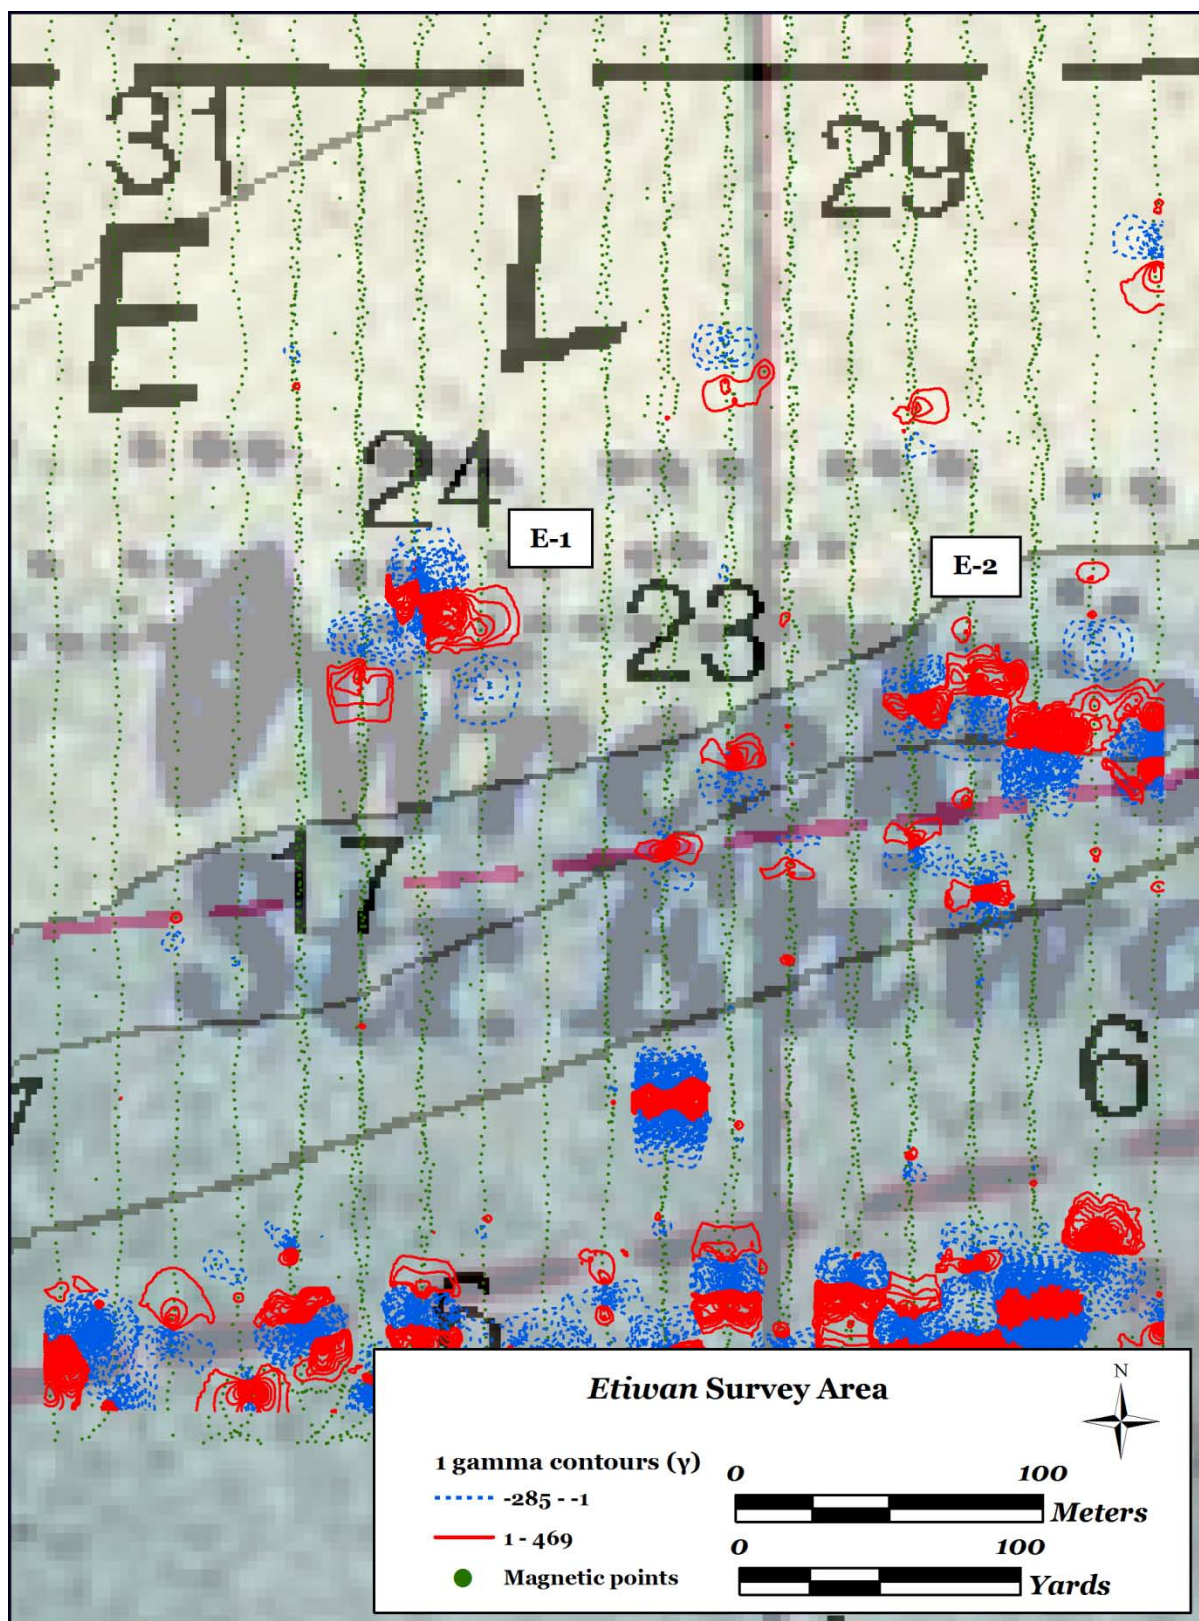 31
29
E L
24
E-1
E-2
23
17
6
7
Etiwan Survey Area
N
1 gamma contours (γ)
-285 - -1
1 - 469
Magnetic points
0 100
Meters
0 100
Yards